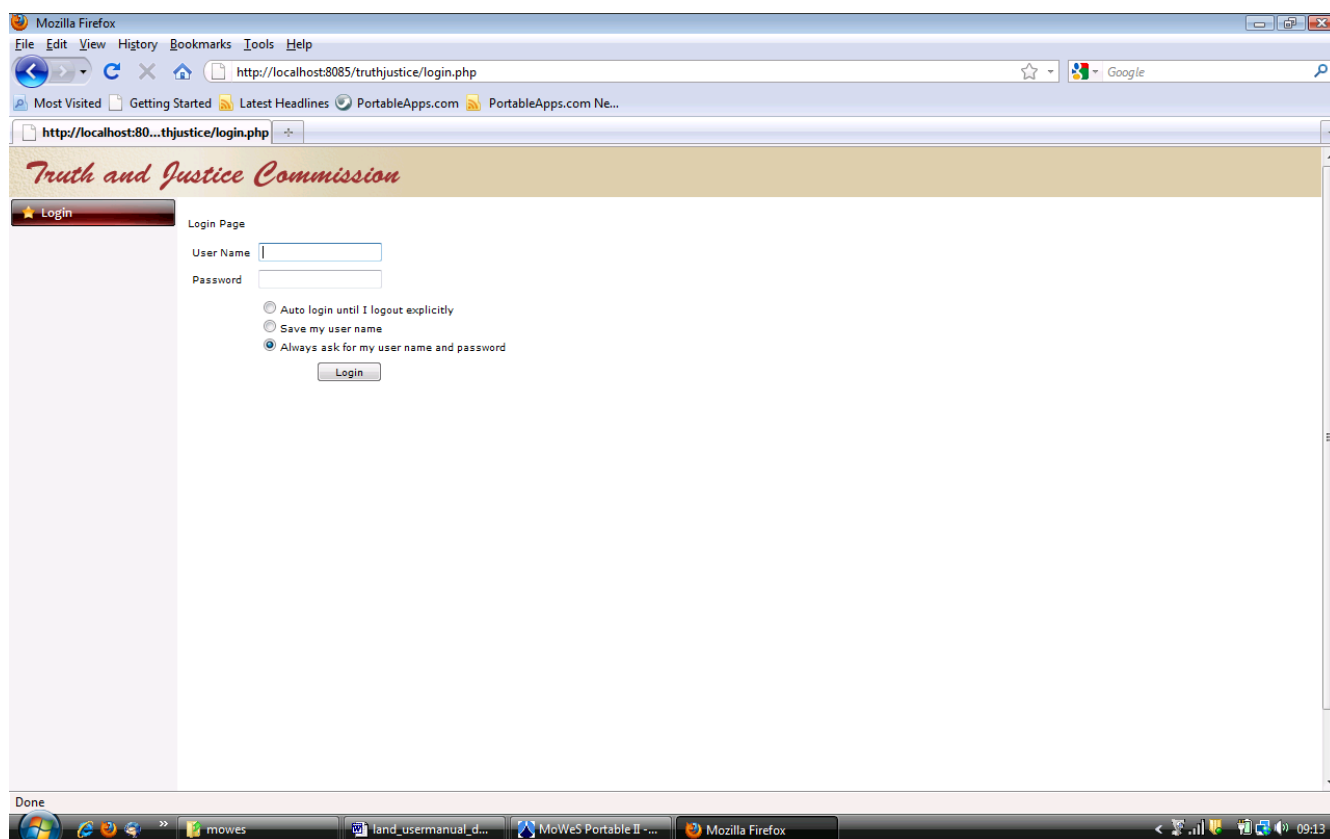 Mozilla Firefox
File Edit View History Bookmarks Tools Help
http://localhost:8085/truthjustice/login.php
Google
Most Visited Getting Started Latest Headlines PortableApps.com PortableApps.com Ne...
http://localhost:80...thjustice/login.php
Truth and Justice Commission
Login
Login Page
User Name
Password
Auto login until I logout explicitly
Save my user name
Always ask for my user name and password
Login
Done
mowes land_usermanual_d... MoWeS Portable II -... Mozilla Firefox 09:13